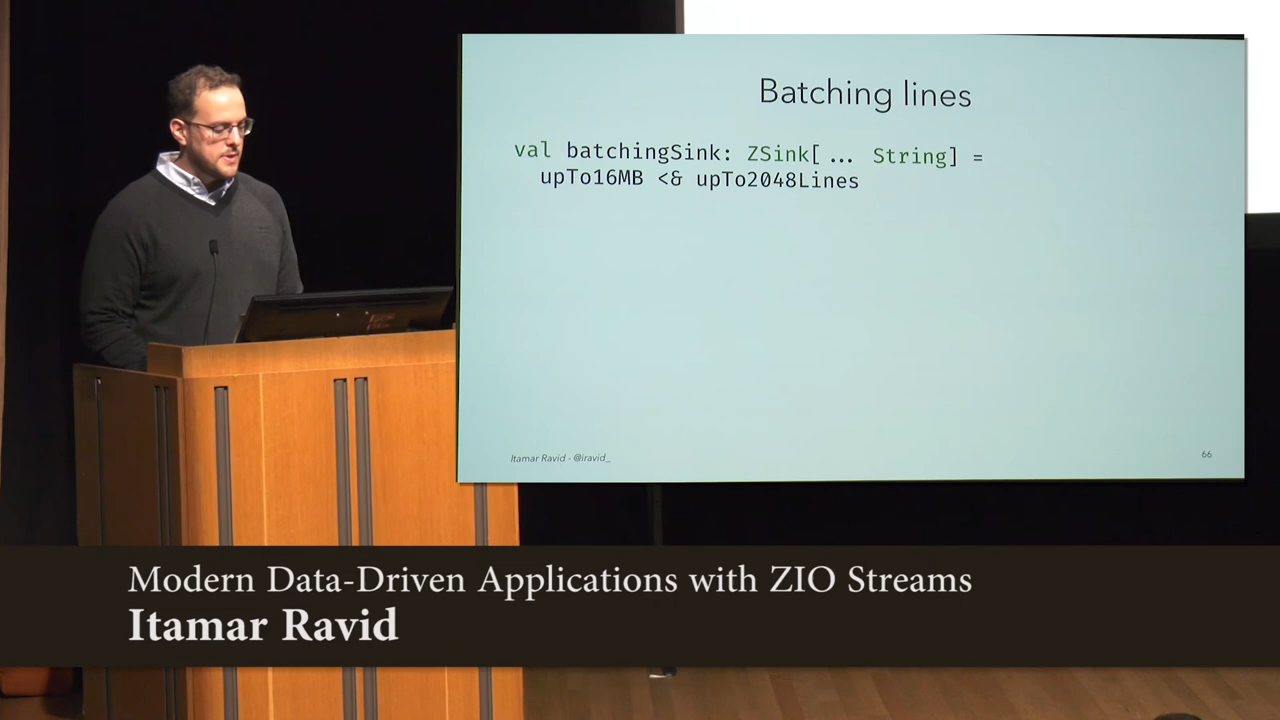 Batching lines
val batchingSink: ZSink[ … String] =
upTo16MB <& upTo2048Lines
Itamar Ravid - @iravid_
66
Modern Data-Driven Applications with ZIO Streams
Itamar Ravid